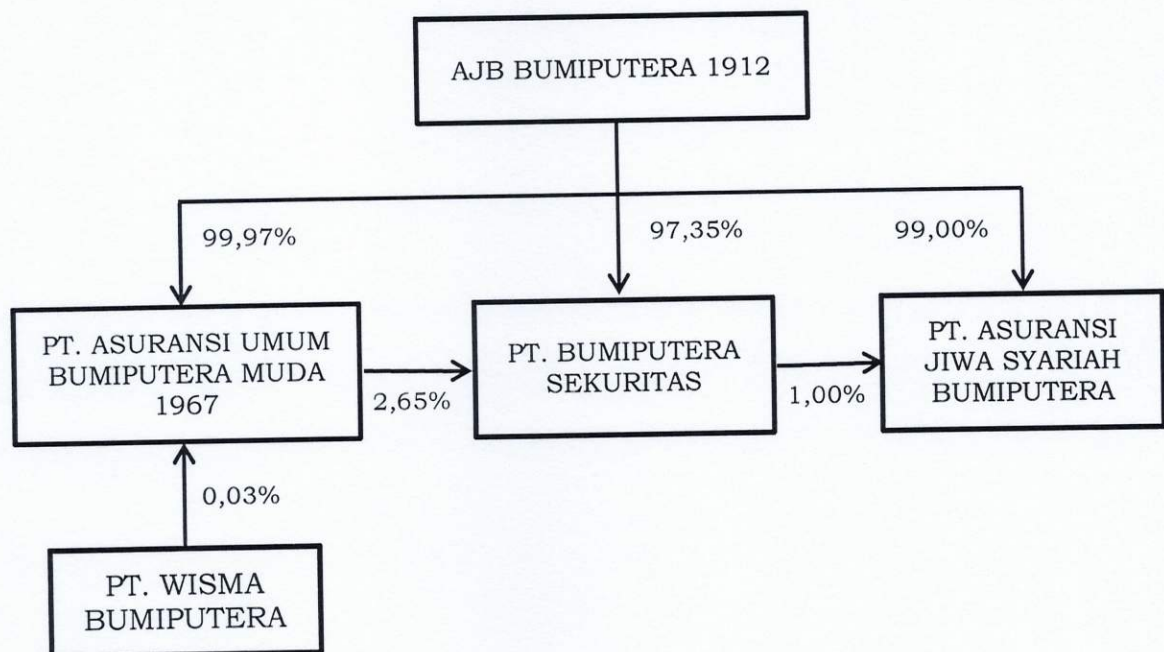 AJB BUMIPUTERA 1912
99,97%
97,35%
99,00%
PT. ASURANSI UMUM
BUMIPUTERA MUDA
1967
2,65%
PT. BUMIPUTERA
SEKURITAS
1,00%
PT. ASURANSI
JIWA SYARIAH
BUMIPUTERA
0,03%
PT. WISMA
BUMIPUTERA